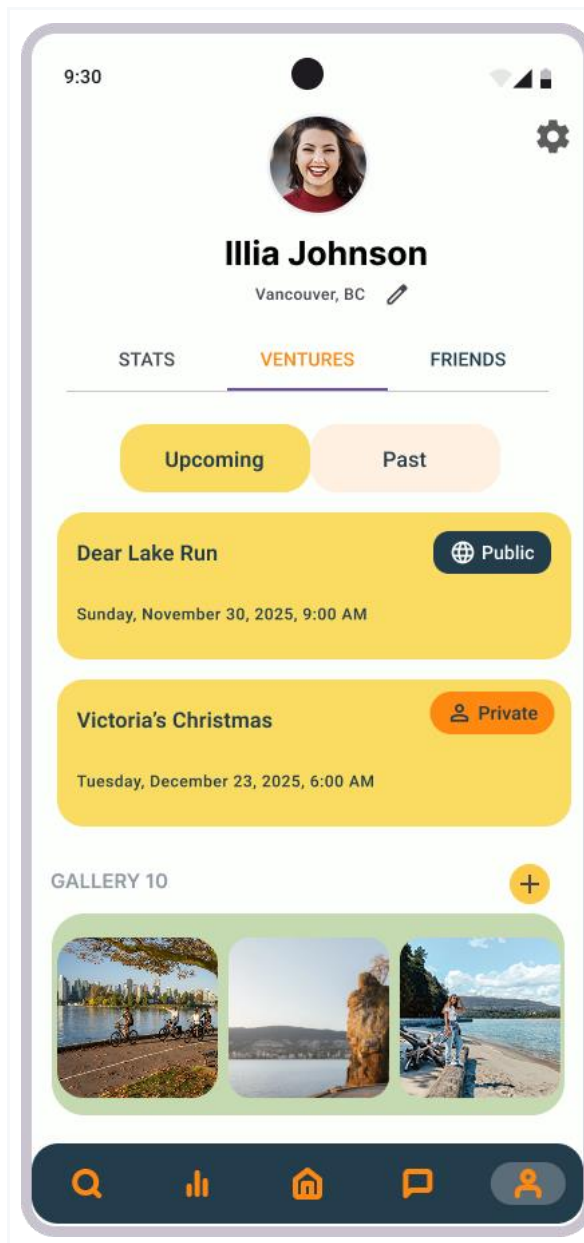 9:30
Illia Johnson
Vancouver, BC
STATS VENTURES FRIENDS
Upcoming Past
Dear Lake Run Public
Sunday, November 30, 2025, 9:00 AM
Victoria’s Christmas Private
Tuesday, December 23, 2025, 6:00 AM
GALLERY 10